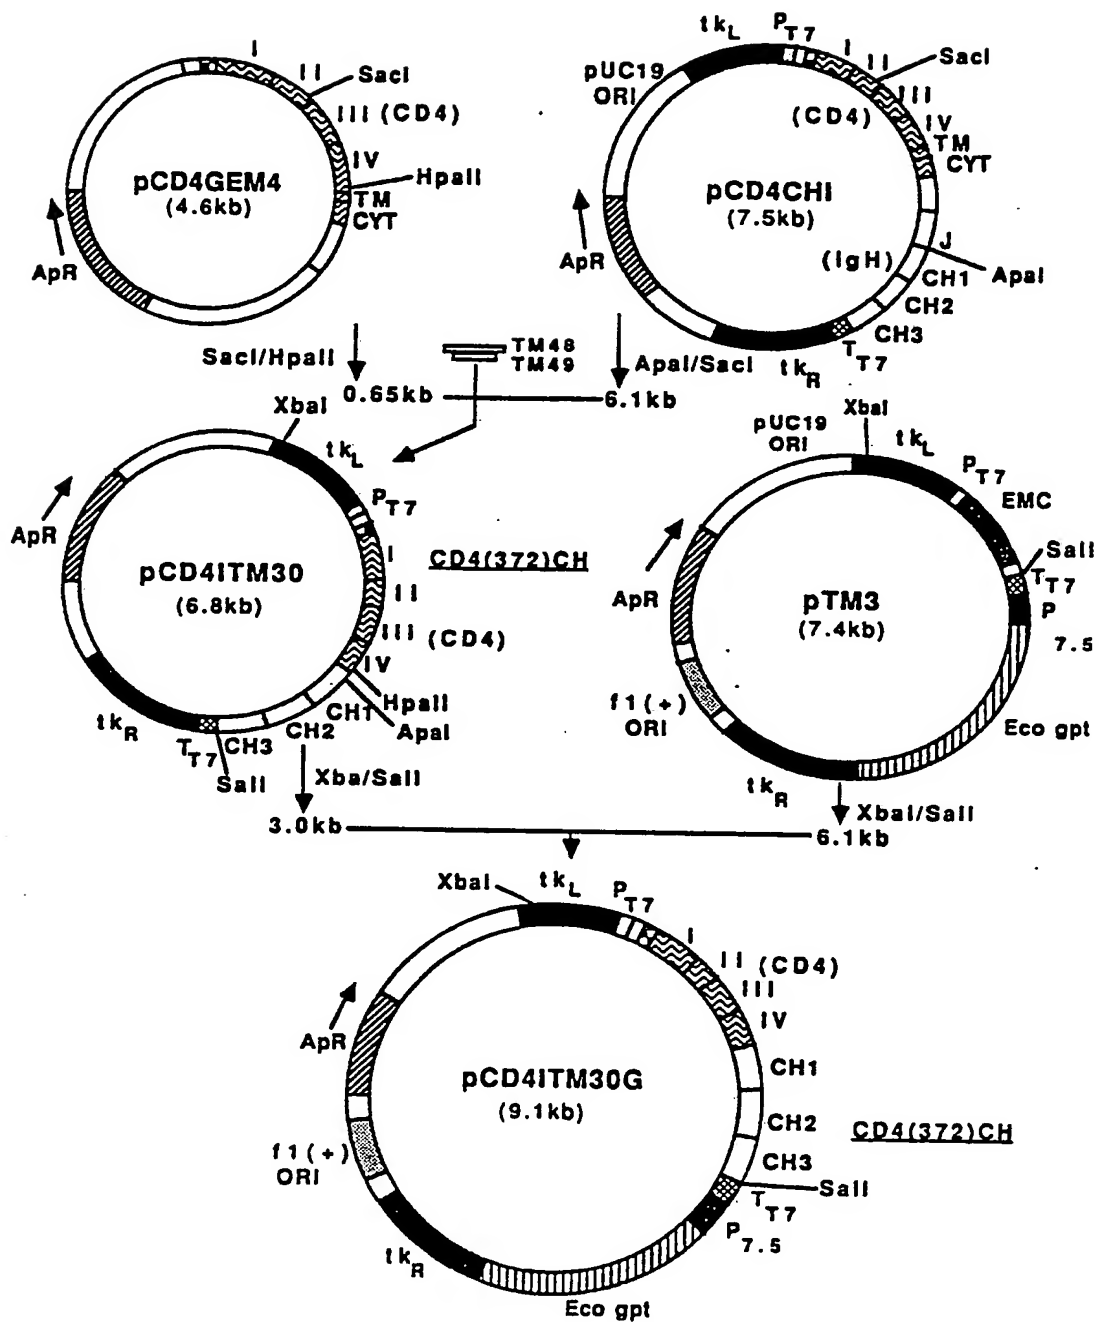 I
II
SacI
III (CD4)
IV
HpaII
TM
CYT
pCD4GEM4
(4.6kb)
ApR
tkL
PT7
pUC19
ORI
I
II
SacI
III
(CD4)
IV
TM
CYT
pCD4CHI
(7.5kb)
ApR
J
(IgH)
ApaI
CH1
CH2
CH3
TT7
tkR
SacI/HpaII
TM48
TM49
ApaI/SacI
0.65kb
6.1kb
XbaI
tkL
PT7
ApR
I
CD4(372)CH
pCD4ITM30
(6.8kb)
II
III (CD4)
IV
HpaII
ApaI
CH1
CH2
CH3
TT7
tkR
SalI
Xba/SalI
3.0kb
pUC19
ORI
XbaI
tkL
PT7
EMC
SalI
TT7
P
7.5
ApR
pTM3
(7.4kb)
f1(+)
ORI
Eco gpt
tkR
XbaI/SalI
6.1kb
XbaI
tkL
PT7
I
II (CD4)
III
IV
ApR
CH1
pCD4ITM30G
(9.1kb)
CH2
CD4(372)CH
CH3
f1(+)
ORI
SalI
TT7
P7.5
tkR
Eco gpt